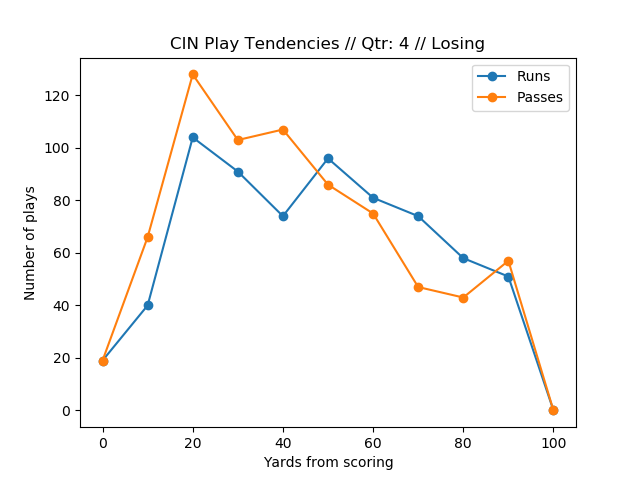 CIN Play Tendencies // Qtr: 4 // Losing
Runs
Passes
Number of plays
120
100
80
60
40
20
0
0 20 40 60 80 100
Yards from scoring